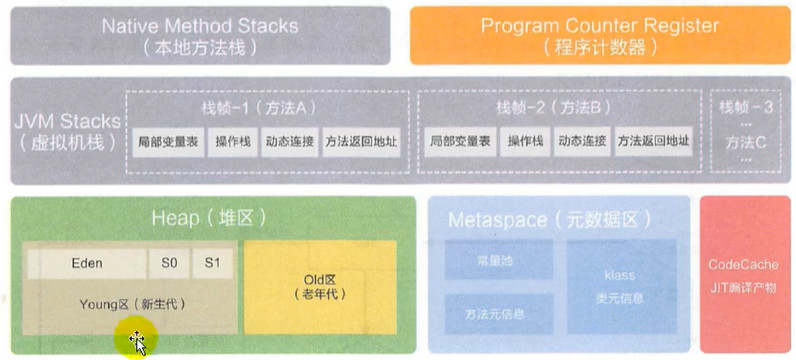 Native Method Stacks
（本地方法栈）
Program Counter Register
（程序计数器）
JVM Stacks
（虚拟机栈）
栈帧-1（方法A）
局部变量表
操作栈
动态连接
方法返回地址
栈帧-2（方法B）
局部变量表
操作栈
动态连接
方法返回地址
栈帧-3
...
方法C
...
Heap（堆区）
Eden
S0
S1
Young区（新生代）
Old区
（老年代）
Metaspace（元数据区）
常量池
方法元信息
klass
类元信息
CodeCache
JIT编译产物